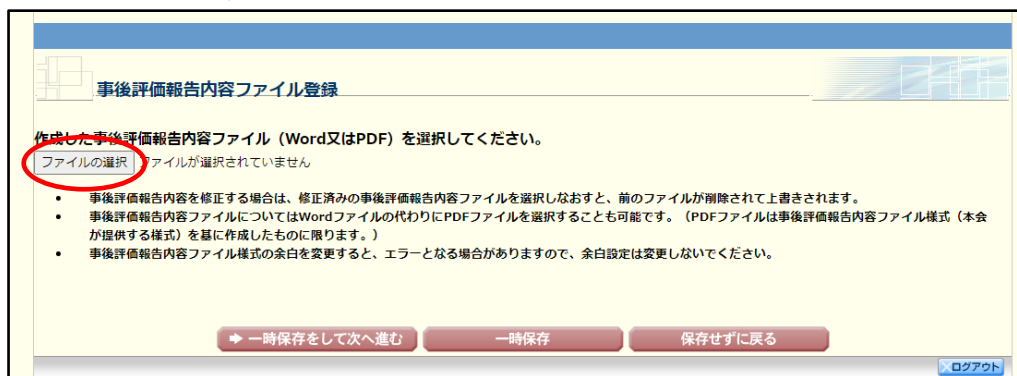 事後評価報告内容ファイル登録
作成した事後評価報告内容ファイル（Word又はPDF）を選択してください。
ファイルの選択 ファイルが選択されていません
• 事後評価報告内容を修正する場合は、修正済みの事後評価報告内容ファイルを選択しなおすと、前のファイルが削除されて上書きされます。
• 事後評価報告内容ファイルについてはWordファイルの代わりにPDFファイルを選択することも可能です。（PDFファイルは事後評価報告内容ファイル様式（本会
が提供する様式）を基に作成したものに限ります。）
• 事後評価報告内容ファイル様式の余白を変更すると、エラーとなる場合がありますので、余白設定は変更しないでください。
一時保存をして次へ進む 一時保存 保存せずに戻る
ログアウト